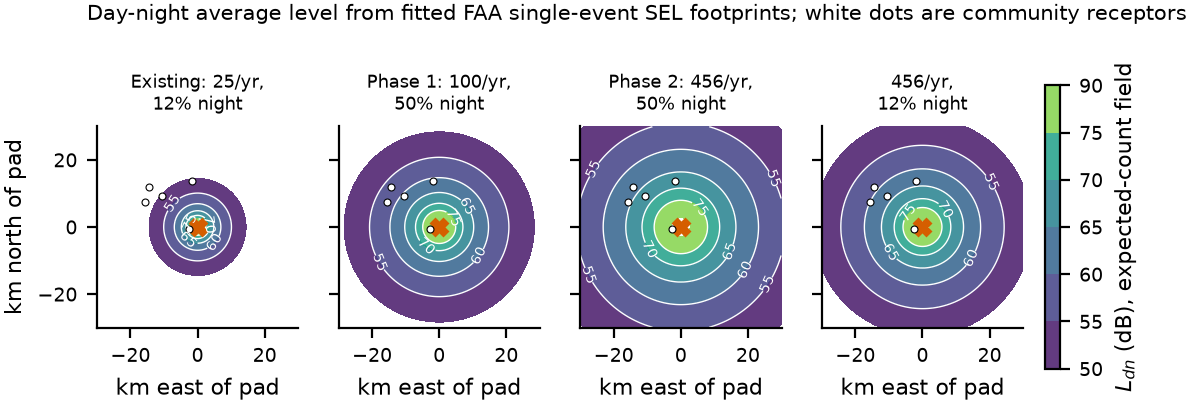 Day-night average level from fitted FAA single-event SEL footprints; white dots are community receptors
Existing: 25/yr,
12% night
Phase 1: 100/yr,
50% night
Phase 2: 456/yr,
50% night
456/yr,
12% night
km north of pad
20
0
−20
55
60
65
70
55
60
65
70
75
55
55
55
55
60
60
65
70
75
60
65
70
75
−20 0 20
−20 0 20
−20 0 20
−20 0 20
km east of pad
km east of pad
km east of pad
km east of pad
90
75
70
65
60
55
50
Ldn (dB), expected-count field